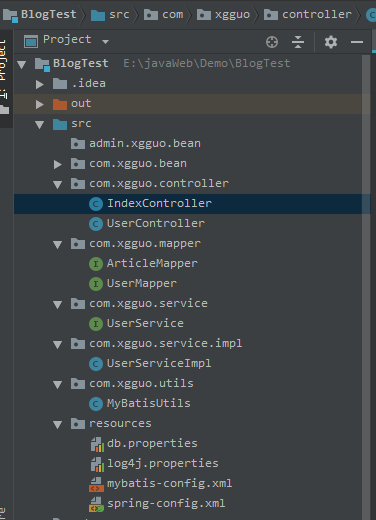 BlogTest src com xgguo controller
Project
1: Project
BlogTest E:\javaWeb\Demo\BlogTest
.idea
out
src
admin.xgguo.bean
com.xgguo.bean
com.xgguo.controller
IndexController
UserController
com.xgguo.mapper
ArticleMapper
UserMapper
com.xgguo.service
UserService
com.xgguo.service.impl
UserServiceImpl
com.xgguo.utils
MyBatisUtils
resources
db.properties
log4j.properties
mybatis-config.xml
spring-config.xml